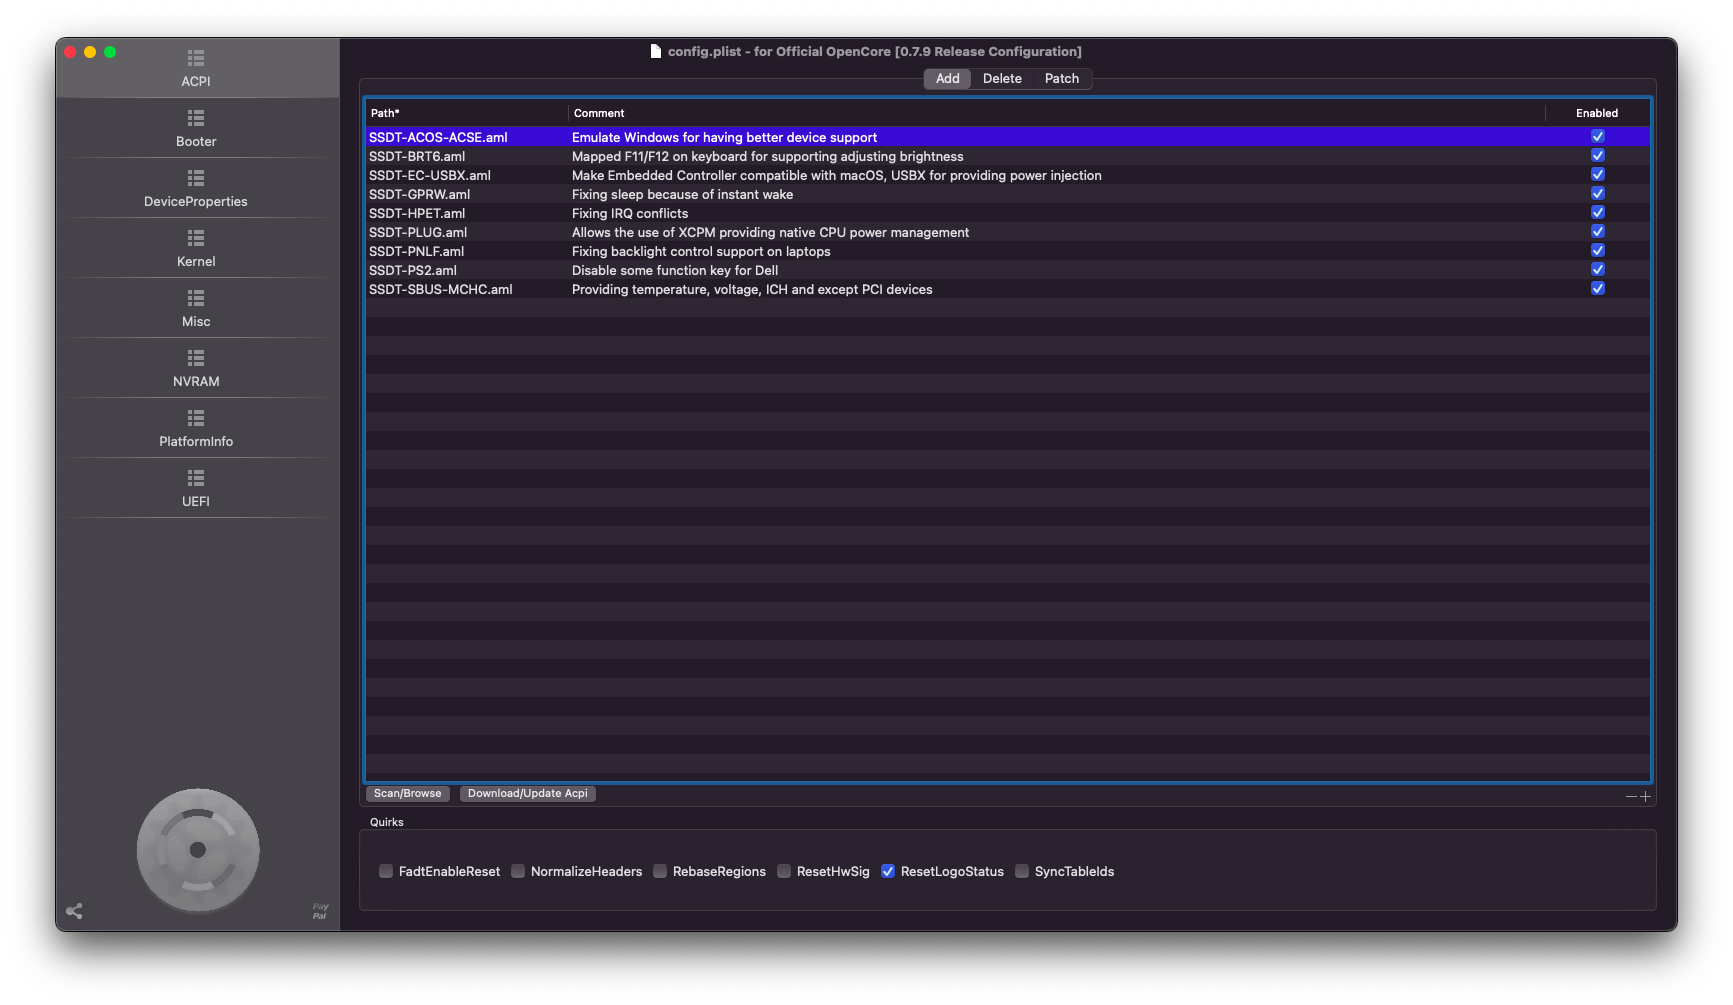 config.plist - for Official OpenCore [0.7.9 Release Configuration]
ACPI
Booter
DeviceProperties
Kernel
Misc
NVRAM
PlatformInfo
UEFI
Pay
Pal
Add Delete Patch
Path* Comment Enabled
SSDT-ACOS-ACSE.aml Emulate Windows for having better device support
SSDT-BRT6.aml Mapped F11/F12 on keyboard for supporting adjusting brightness
SSDT-EC-USBX.aml Make Embedded Controller compatible with macOS, USBX for providing power injection
SSDT-GPRW.aml Fixing sleep because of instant wake
SSDT-HPET.aml Fixing IRQ conflicts
SSDT-PLUG.aml Allows the use of XCPM providing native CPU power management
SSDT-PNLF.aml Fixing backlight control support on laptops
SSDT-PS2.aml Disable some function key for Dell
SSDT-SBUS-MCHC.aml Providing temperature, voltage, ICH and except PCI devices
Scan/Browse Download/Update Acpi
Quirks
FadtEnableReset NormalizeHeaders RebaseRegions ResetHwSig ResetLogoStatus SyncTableIds